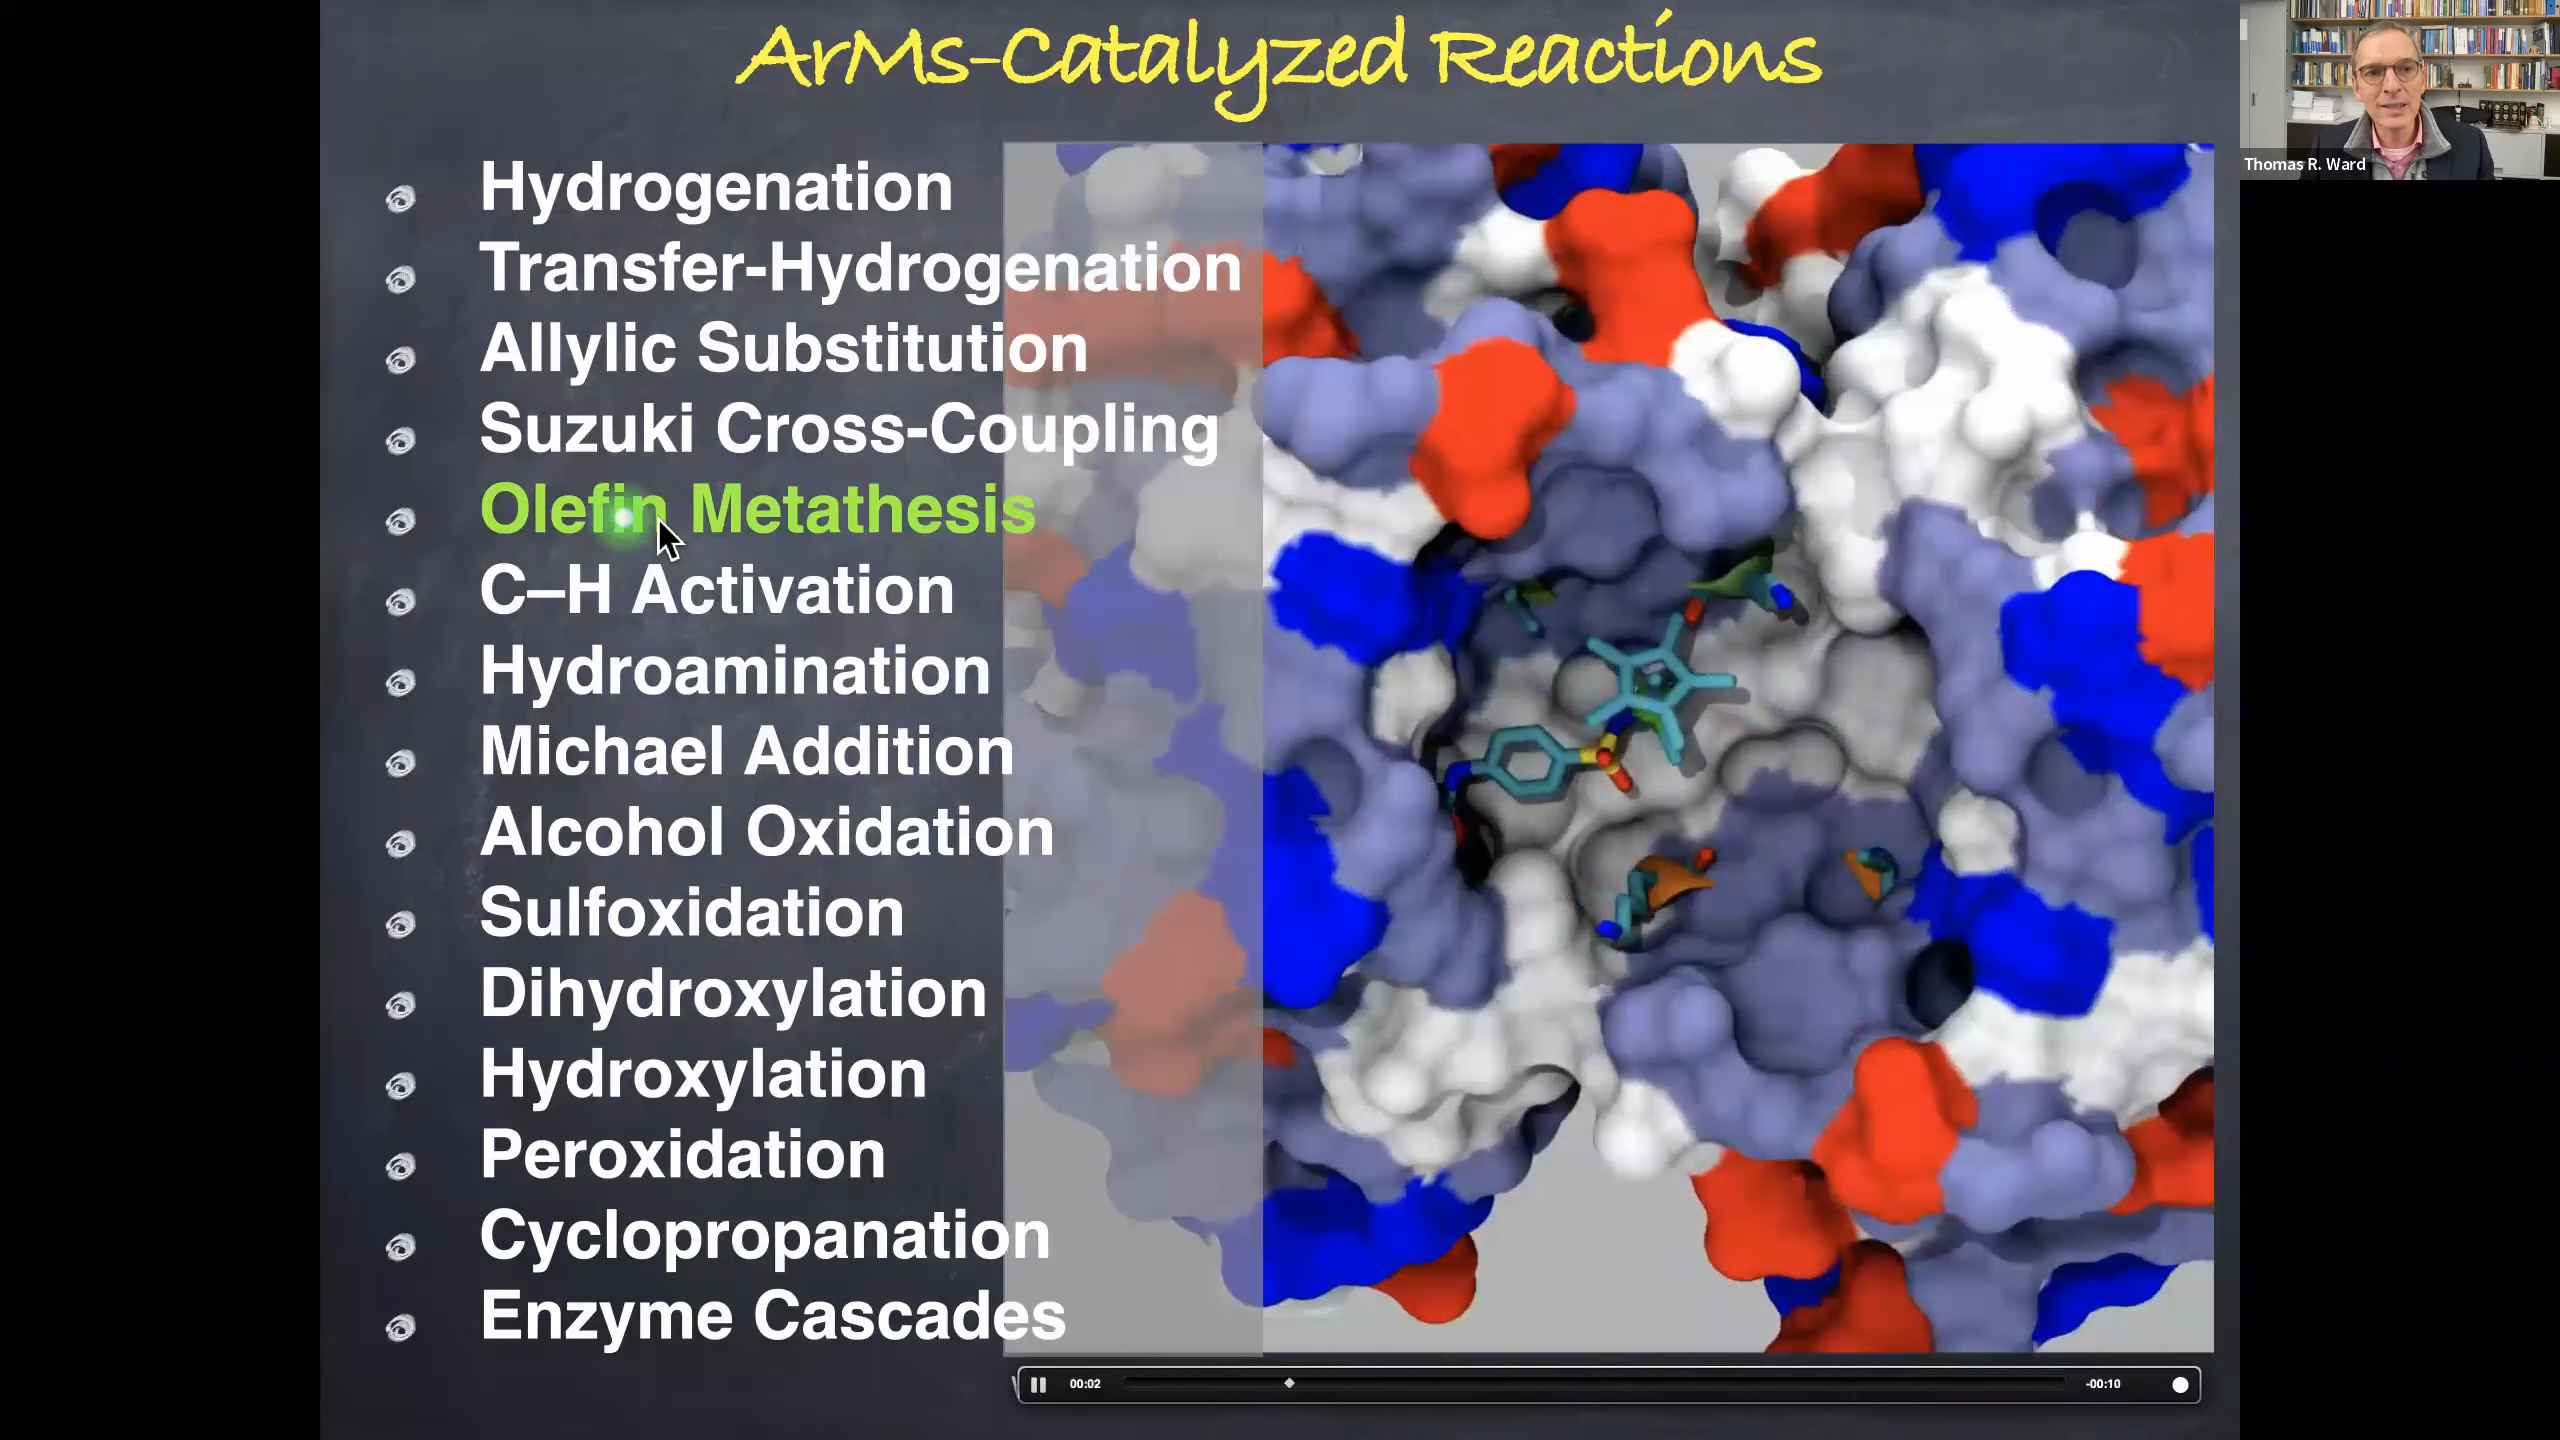 ArMs-Catalyzed Reactions
Hydrogenation
Transfer-Hydrogenation
Allylic Substitution
Suzuki Cross-Coupling
Olefin Metathesis
C–H Activation
Hydroamination
Michael Addition
Alcohol Oxidation
Sulfoxidation
Dihydroxylation
Hydroxylation
Peroxidation
Cyclopropanation
Enzyme Cascades
00:02
-00:10
Thomas R. Ward